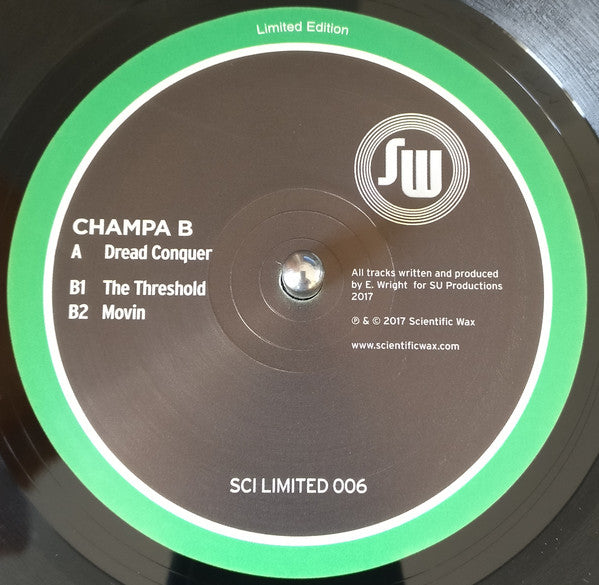 Limited Edition
SW
CHAMPA B
A Dread Conquer
B1 The Threshold
B2 Movin
All tracks written and produced
by E. Wright for SU Productions
2017
℗ & © 2017 Scientific Wax
www.scientificwax.com
SCI LIMITED 006